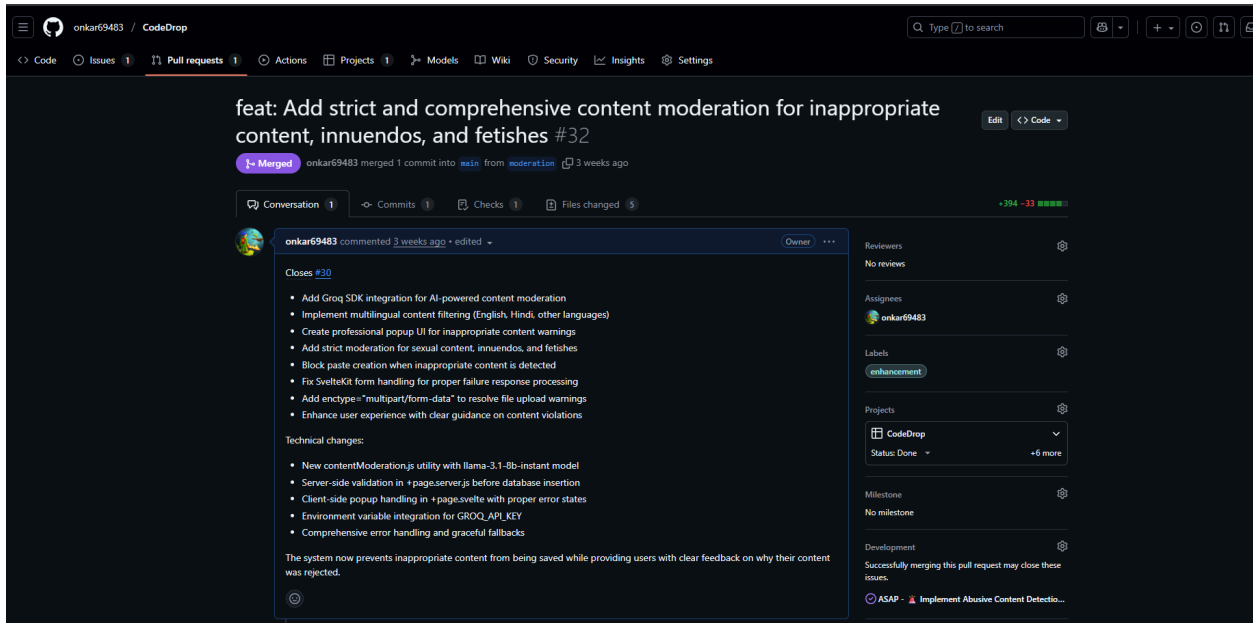 onkar69483 / CodeDrop
Type / to search
Code
Issues 1
Pull requests 1
Actions
Projects 1
Models
Wiki
Security
Insights
Settings
feat: Add strict and comprehensive content moderation for inappropriate
content, innuendos, and fetishes #32
Edit
<> Code
Merged
onkar69483 merged 1 commit into main from moderation 3 weeks ago
Conversation 1
Commits 1
Checks 1
Files changed 5
+394 −33
onkar69483 commented 3 weeks ago • edited
Owner
Closes #30
• Add Groq SDK integration for AI-powered content moderation
• Implement multilingual content filtering (English, Hindi, other languages)
• Create professional popup UI for inappropriate content warnings
• Add strict moderation for sexual content, innuendos, and fetishes
• Block paste creation when inappropriate content is detected
• Fix SvelteKit form handling for proper failure response processing
• Add enctype="multipart/form-data" to resolve file upload warnings
• Enhance user experience with clear guidance on content violations
Technical changes:
• New contentModeration.js utility with llama-3.1-8b-instant model
• Server-side validation in +page.server.js before database insertion
• Client-side popup handling in +page.svelte with proper error states
• Environment variable integration for GROQ_API_KEY
• Comprehensive error handling and graceful fallbacks
The system now prevents inappropriate content from being saved while providing users with clear feedback on why their content
was rejected.
Reviewers
No reviews
Assignees
onkar69483
Labels
enhancement
Projects
CodeDrop
Status: Done
+6 more
Milestone
No milestone
Development
Successfully merging this pull request may close these
issues.
ASAP - 🚨 Implement Abusive Content Detectio...